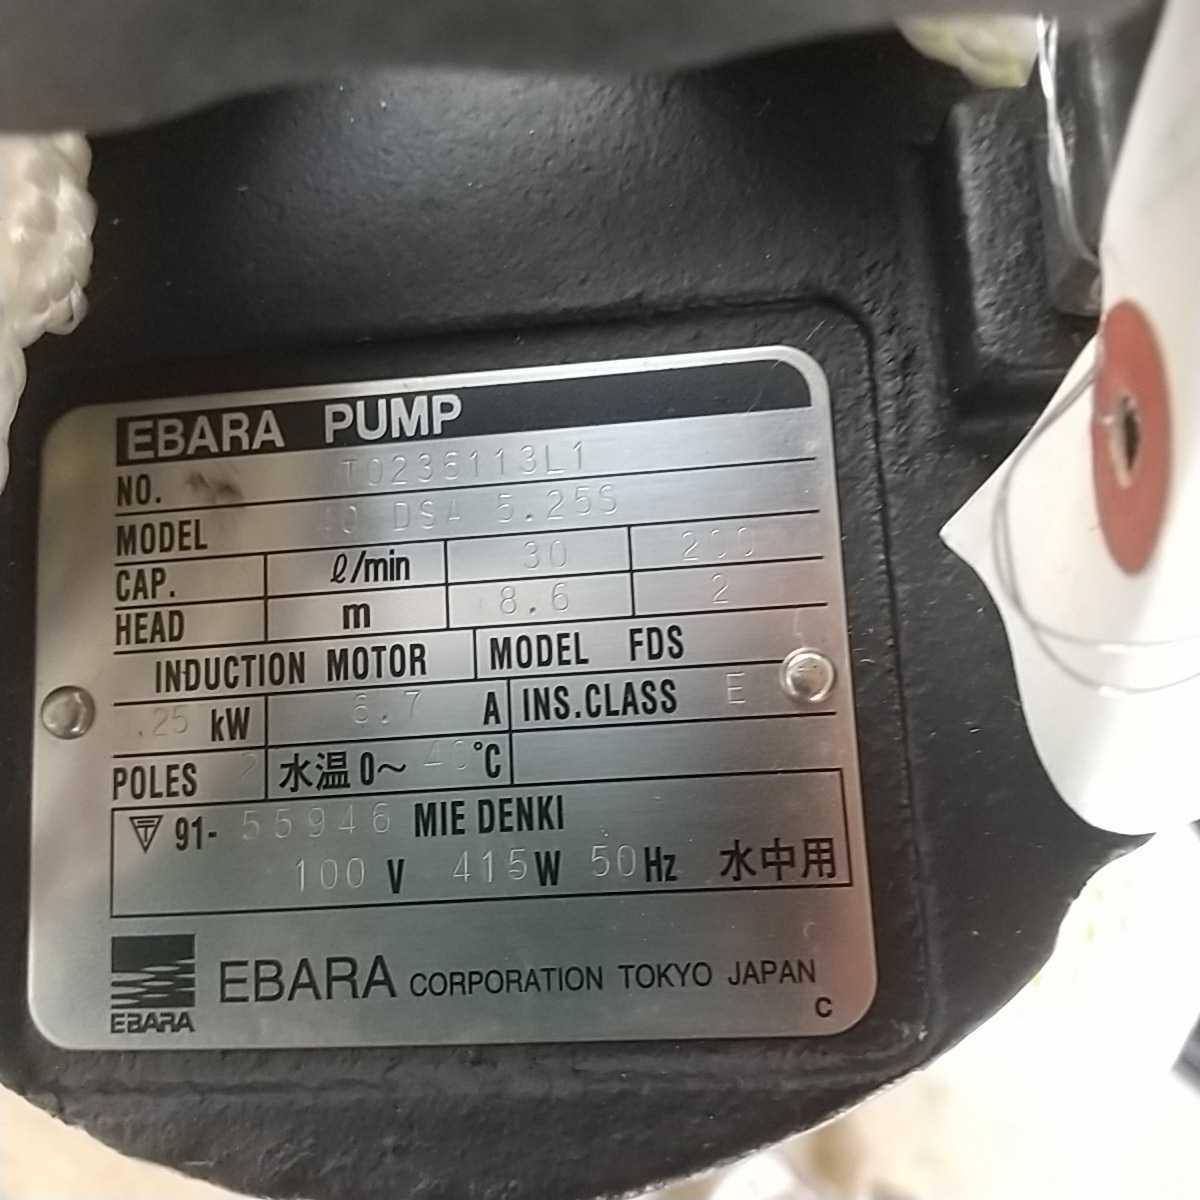 EBARA PUMP
NO. T0236113L1
MODEL 40 DSA 5.25S
CAP. ℓ/min 30 200
HEAD m 8.6 2
INDUCTION MOTOR MODEL FDS
.25 kW 6.7 A INS.CLASS E
POLES 2 水温 0～ 40℃
T 91-55946 MIE DENKI
100 V 415W 50Hz 水中用
EBARA CORPORATION TOKYO JAPAN
EBARA
C